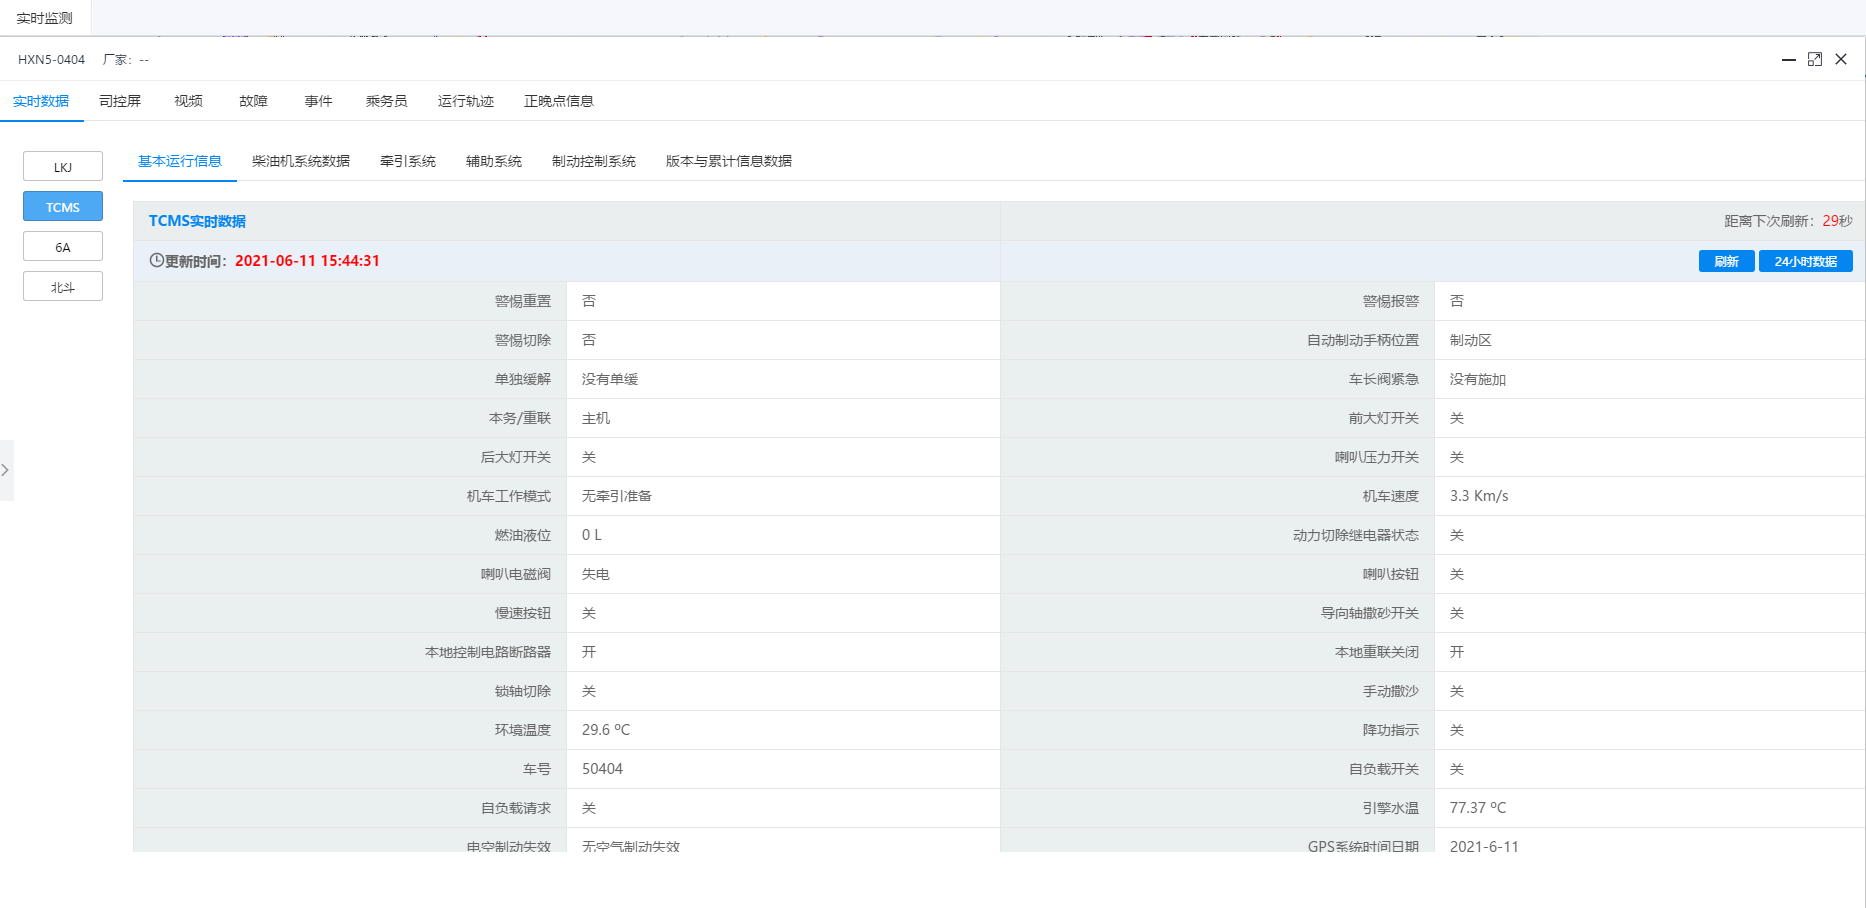 实时监测
HXN5-0404 厂家: --
实时数据 司控屏 视频 故障 事件 乘务员 运行轨迹 正晚点信息
LKJ
TCMS
6A
北斗
基本运行信息 柴油机系统数据 牵引系统 辅助系统 制动控制系统 版本与累计信息数据
TCMS实时数据 距离下次刷新: 29秒
更新时间: 2021-06-11 15:44:31 刷新 24小时数据
警惕重置 否 警惕报警 否
警惕切除 否 自动制动手柄位置 制动区
单独缓解 没有单缓 车长阀紧急 没有施加
本务/重联 主机 前大灯开关 关
后大灯开关 关 喇叭压力开关 关
机车工作模式 无牵引准备 机车速度 3.3 Km/s
燃油液位 0 L 动力切除继电器状态 关
喇叭电磁阀 失电 喇叭按钮 关
慢速按钮 关 导向轴撒砂开关 关
本地控制电路断路器 开 本地重联关闭 开
锁轴切除 关 手动撒沙 关
环境温度 29.6 ºC 降功指示 关
车号 50404 自负载开关 关
自负载请求 关 引擎水温 77.37 ºC
电空制动失效 无空气制动失效 GPS系统时间日期 2021-6-11